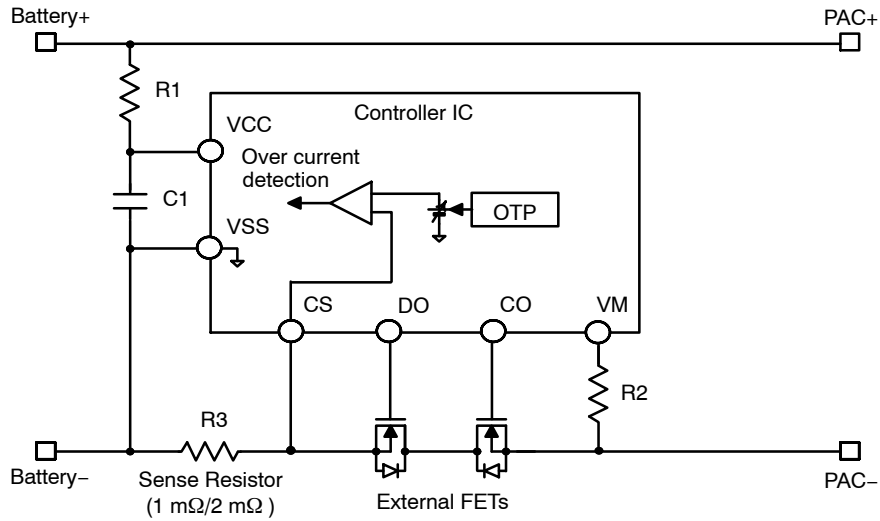 Battery+
PAC+
R1
Controller IC
VCC
Over current
detection
C1
OTP
VSS
CS
DO
CO
VM
R2
R3
Battery−
Sense Resistor
(1 mΩ/2 mΩ )
External FETs
PAC−